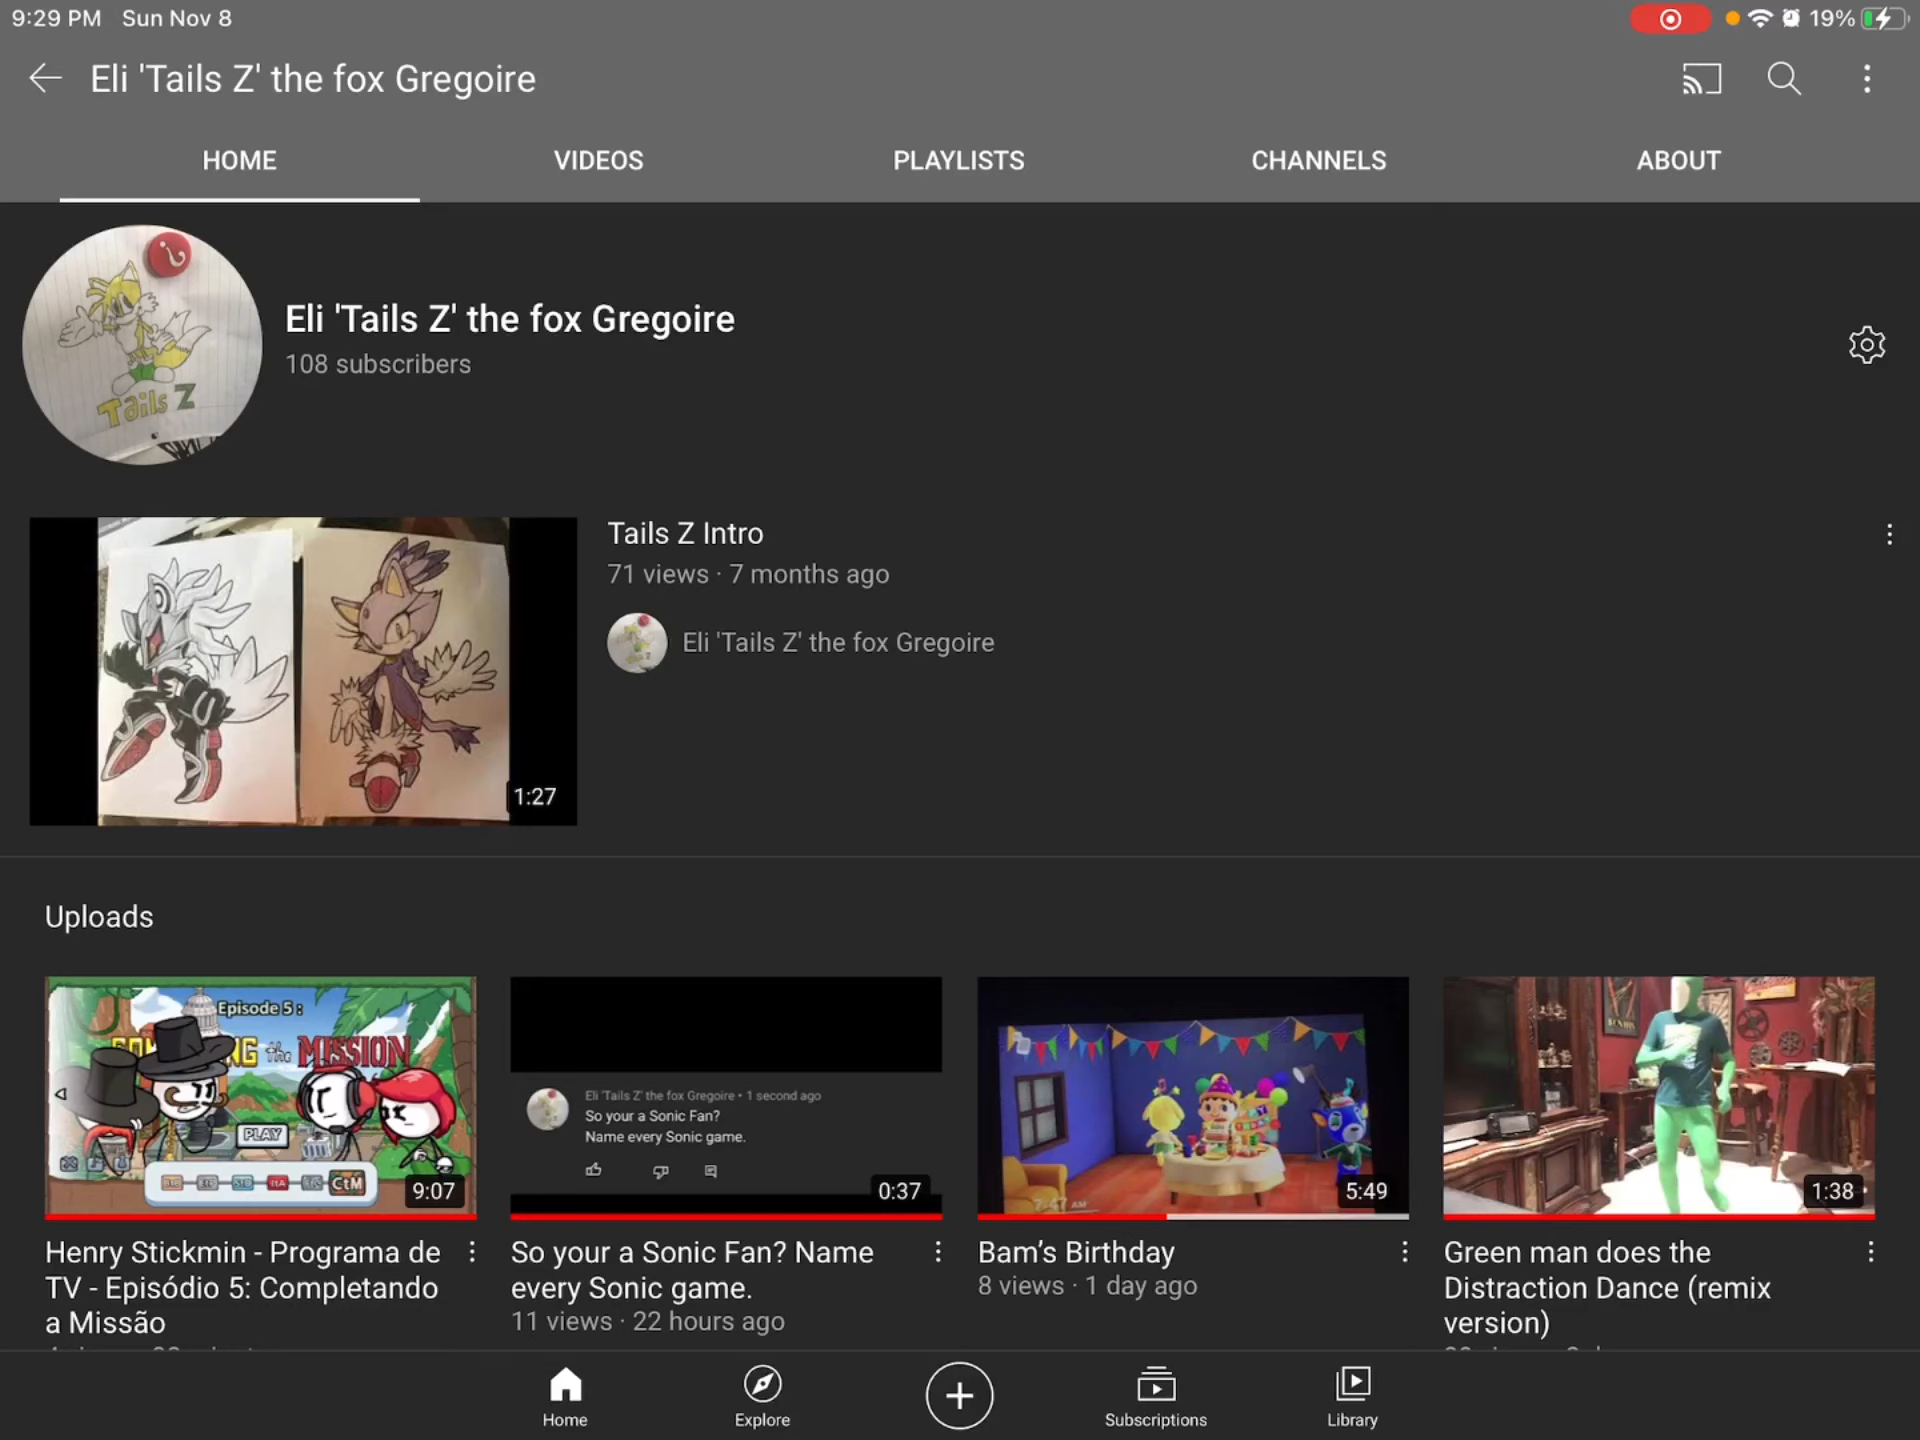 9:29 PM Sun Nov 8
19%
Eli 'Tails Z' the fox Gregoire
HOME VIDEOS PLAYLISTS CHANNELS ABOUT
Tails Z
Eli 'Tails Z' the fox Gregoire
108 subscribers
Tails Z Intro
71 views · 7 months ago
Eli 'Tails Z' the fox Gregoire
1:27
Uploads
Episode 5:
the MISSION
PLAY
CtM
9:07
Henry Stickmin - Programa de
TV - Episódio 5: Completando
a Missão
Eli 'Tails Z' the fox Gregoire • 1 second ago
So your a Sonic Fan?
Name every Sonic game.
0:37
So your a Sonic Fan? Name
every Sonic game.
11 views · 22 hours ago
7:47 AM
5:49
Bam’s Birthday
8 views · 1 day ago
1:38
Green man does the
Distraction Dance (remix
version)
Home Explore Subscriptions Library